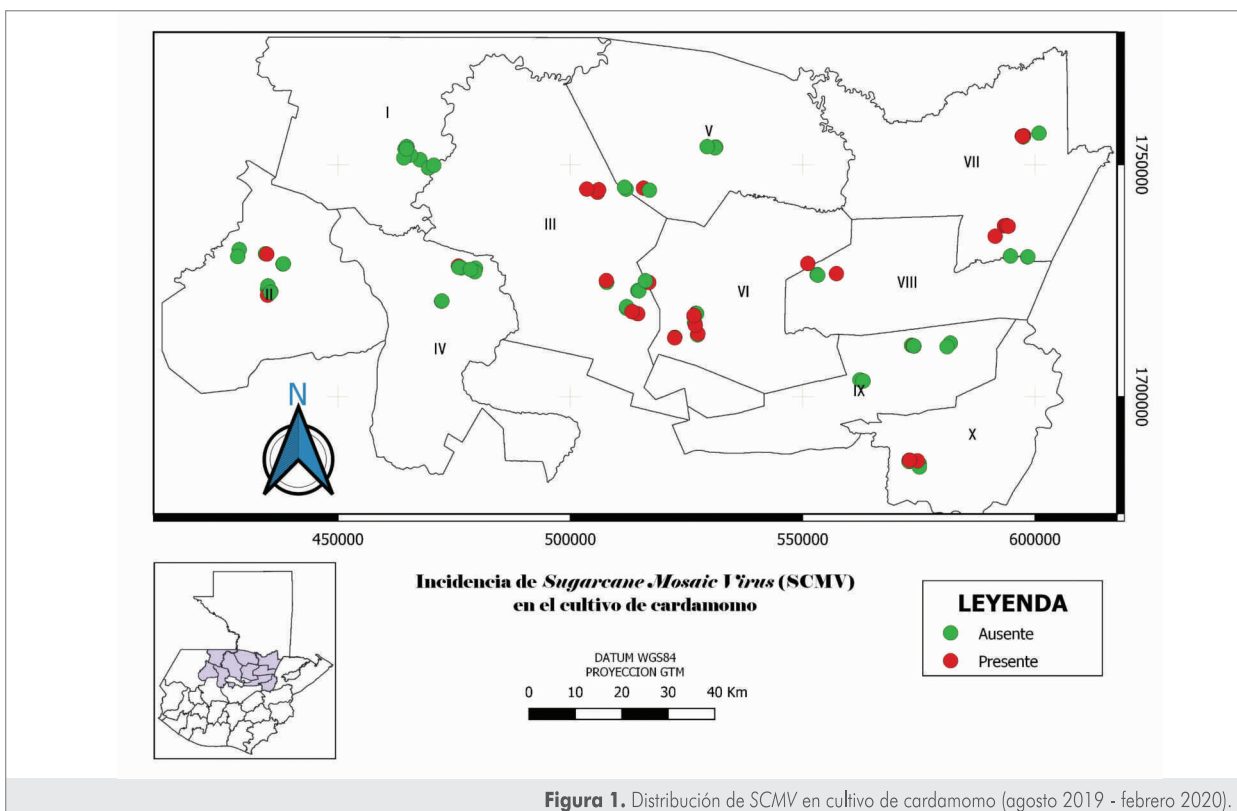 I
V
VII
1750000
III
II
VI
VIII
IV
1700000
IX
X
N
450000
500000
550000
600000
Incidencia de Sugarcane Mosaic Virus (SCMV)
en el cultivo de cardamomo
DATUM WGS84
PROYECCION GTM
0 10 20 30 40 Km
LEYENDA
Ausente
Presente
Figura 1. Distribución de SCMV en cultivo de cardamomo (agosto 2019 - febrero 2020).